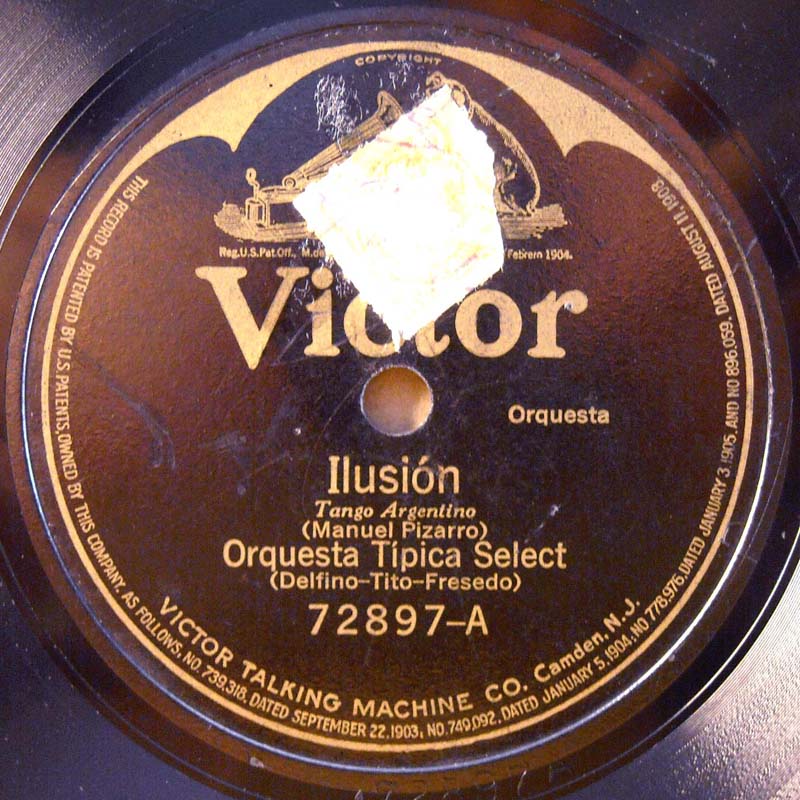 COPYRIGHT
Reg.U.S.Pat.Off., M.de
Febrero 1904.
Victor
Orquesta
Ilusión
Tango Argentino
(Manuel Pizarro)
Orquesta Típica Select
(Delfino-Tito-Fresedo)
72897-A
VICTOR TALKING MACHINE CO. Camden, N.J.
THIS RECORD IS PATENTED BY U.S. PATENTS, OWNED BY THIS COMPANY, AS FOLLOWS, NO. 739,318, DATED SEPTEMBER 22, 1903, NO. 749,092, DATED JANUARY 5, 1904, NO 778,976, DATED JANUARY 3, 1905, AND NO 896,059, DATED AUGUST 11, 1908